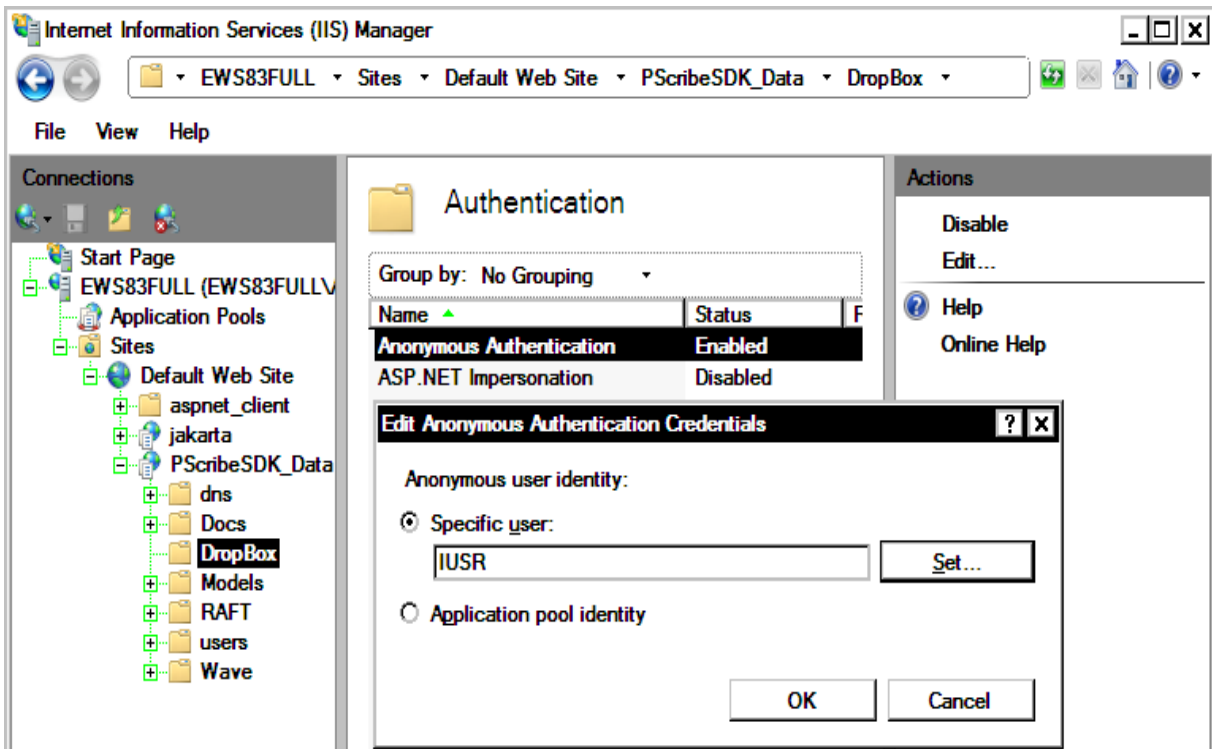 Internet Information Services (IIS) Manager
EWS83FULL Sites Default Web Site PScribeSDK_Data DropBox
File View Help
Connections
Start Page
EWS83FULL (EWS83FULL\
Application Pools
Sites
Default Web Site
aspnet_client
jakarta
PScribeSDK_Data
dns
Docs
DropBox
Models
RAFT
users
Wave
Authentication
Group by: No Grouping
Name Status F
Anonymous Authentication Enabled
ASP.NET Impersonation Disabled
Edit Anonymous Authentication Credentials
Anonymous user identity:
Specific user:
IUSR
Set...
Application pool identity
OK Cancel
Actions
Disable
Edit...
Help
Online Help